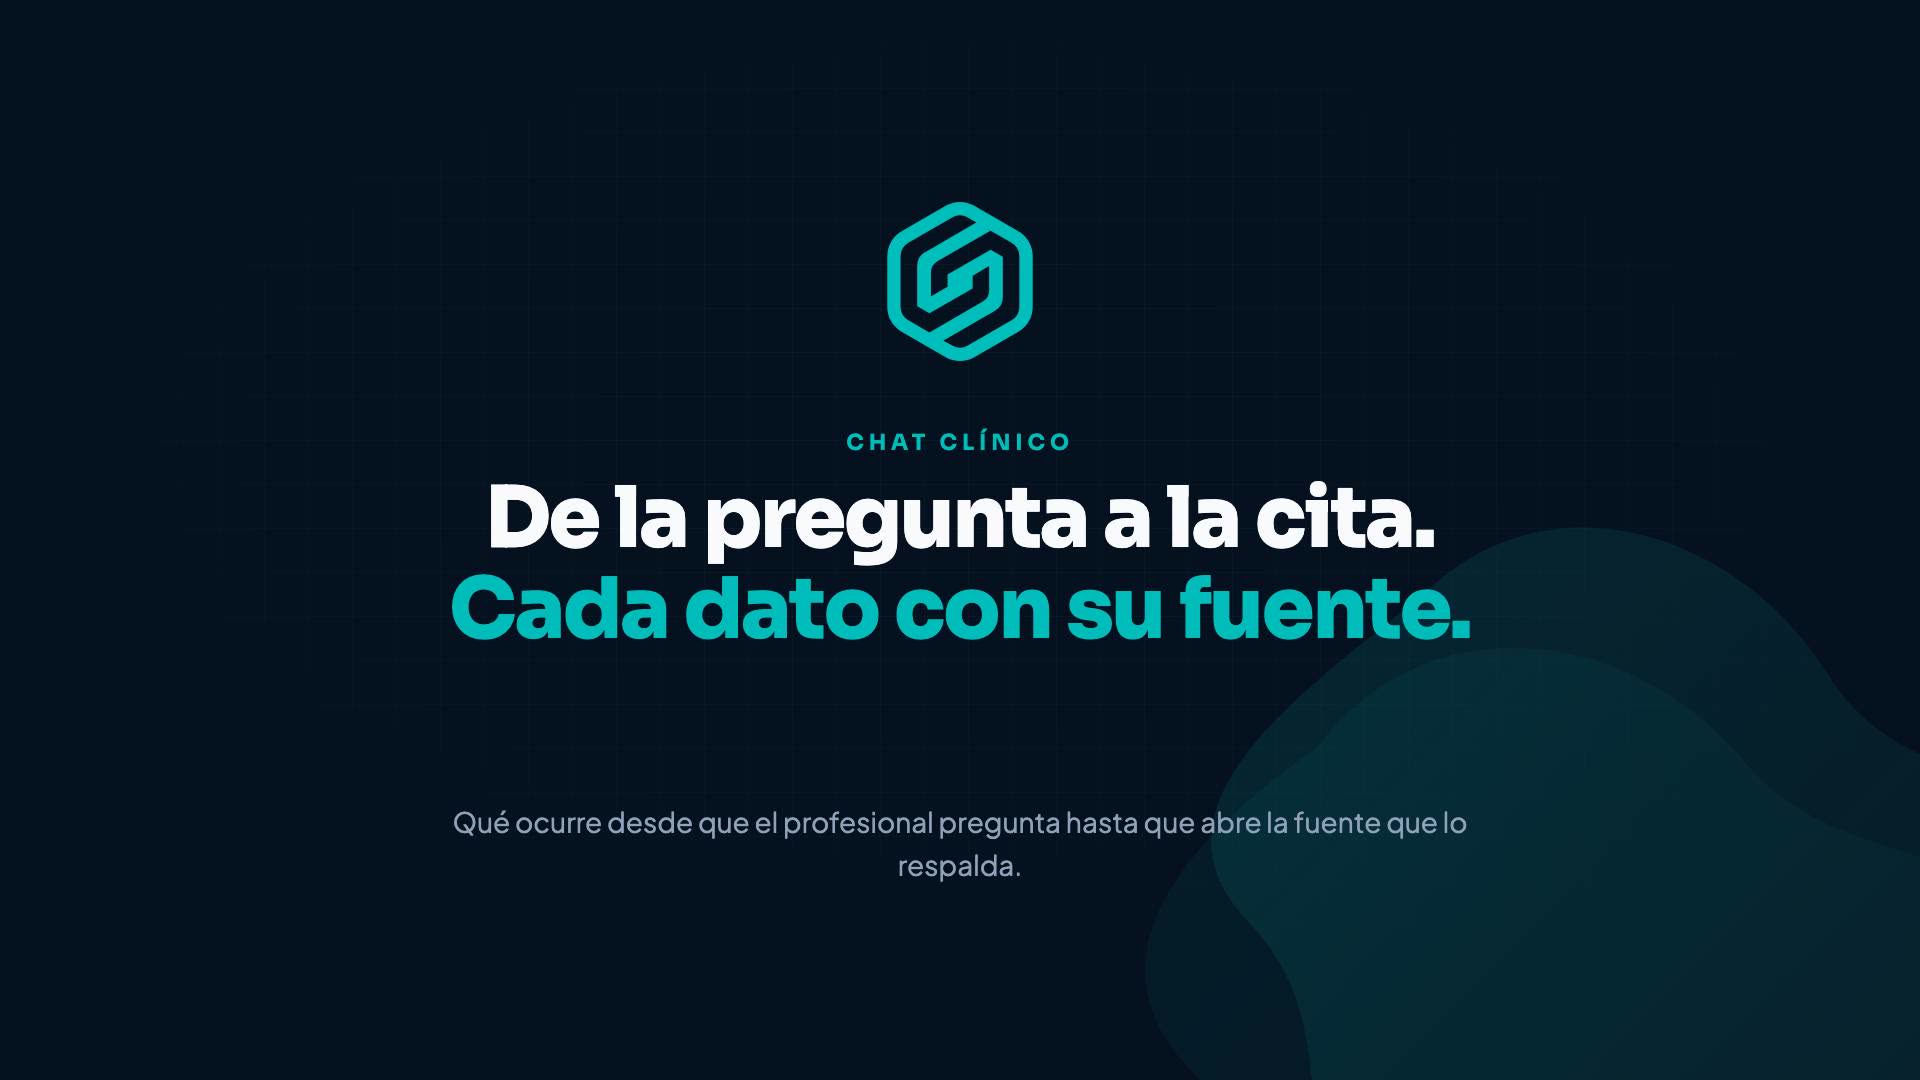 CHAT CLÍNICO
De la pregunta a la cita.
Cada dato con su fuente.
Qué ocurre desde que el profesional pregunta hasta que abre la fuente que lo
respalda.